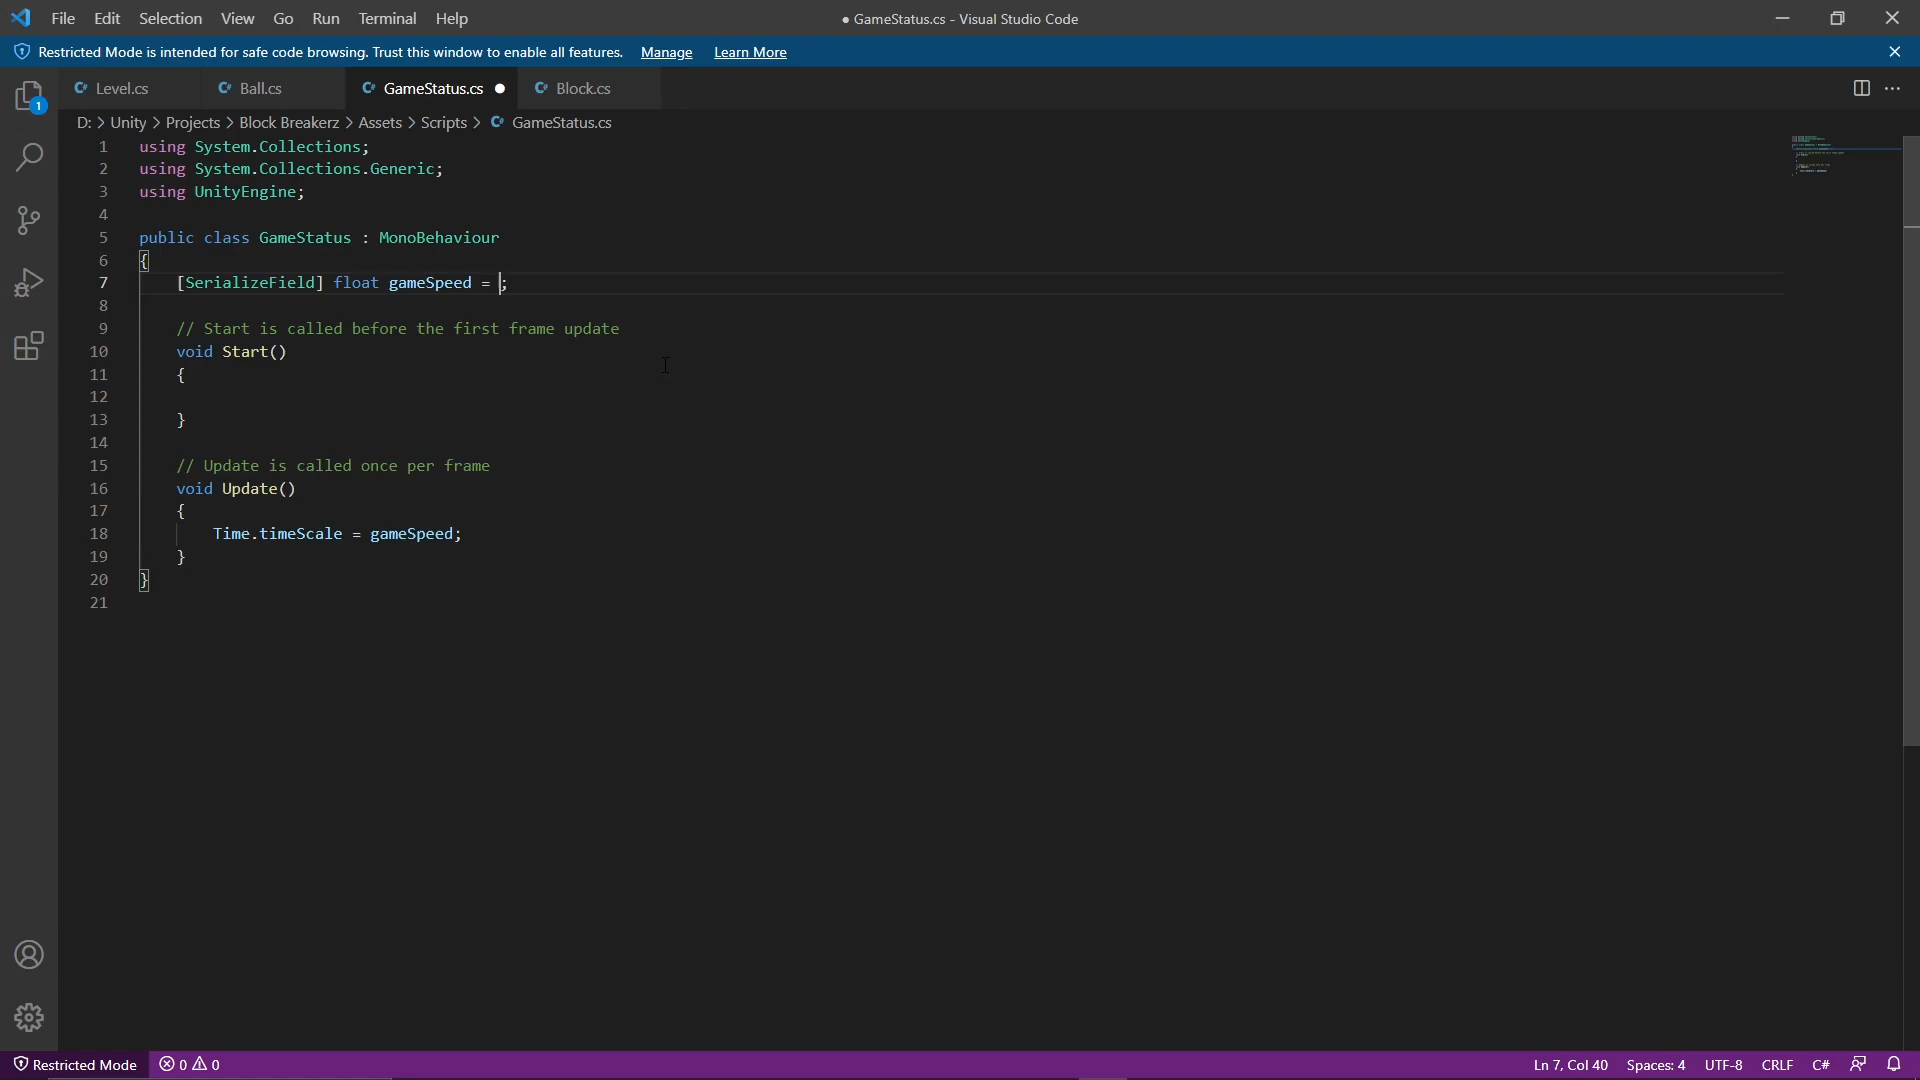 File Edit Selection View Go Run Terminal Help ● GameStatus.cs - Visual Studio Code
Restricted Mode is intended for safe code browsing. Trust this window to enable all features. Manage Learn More
Level.cs Ball.cs GameStatus.cs Block.cs
1
D: > Unity > Projects > Block Breakerz > Assets > Scripts > GameStatus.cs
1 using System.Collections;
2 using System.Collections.Generic;
3 using UnityEngine;
4
5 public class GameStatus : MonoBehaviour
6 {
7 [SerializeField] float gameSpeed = ;
8
9 // Start is called before the first frame update
10 void Start()
11 {
12
13 }
14
15 // Update is called once per frame
16 void Update()
17 {
18 Time.timeScale = gameSpeed;
19 }
20 }
21
Restricted Mode 0 0 Ln 7, Col 40 Spaces: 4 UTF-8 CRLF C#